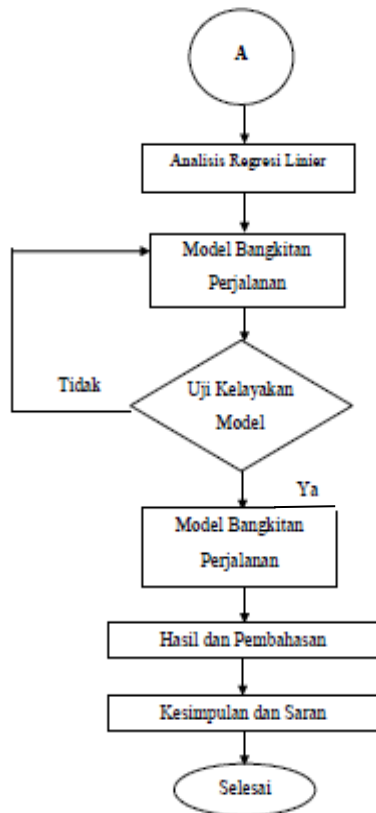 A
Analisis Regresi Linier
Model Bangkitan
Perjalanan
Tidak
Uji Kelayakan
Model
Ya
Model Bangkitan
Perjalanan
Hasil dan Pembahasan
Kesimpulan dan Saran
Selesai